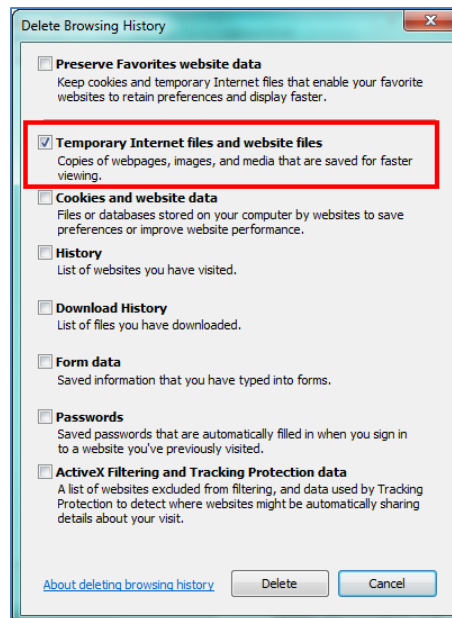 Delete Browsing History
Preserve Favorites website data
Keep cookies and temporary Internet files that enable your favorite
websites to retain preferences and display faster.
Temporary Internet files and website files
Copies of webpages, images, and media that are saved for faster
viewing.
Cookies and website data
Files or databases stored on your computer by websites to save
preferences or improve website performance.
History
List of websites you have visited.
Download History
List of files you have downloaded.
Form data
Saved information that you have typed into forms.
Passwords
Saved passwords that are automatically filled in when you sign in
to a website you've previously visited.
ActiveX Filtering and Tracking Protection data
A list of websites excluded from filtering, and data used by Tracking
Protection to detect where websites might be automatically sharing
details about your visit.
About deleting browsing history Delete Cancel